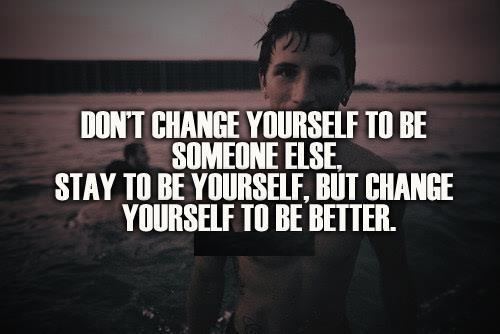 DON'T CHANGE YOURSELF TO BE
SOMEONE ELSE,
STAY TO BE YOURSELF, BUT CHANGE
YOURSELF TO BE BETTER.